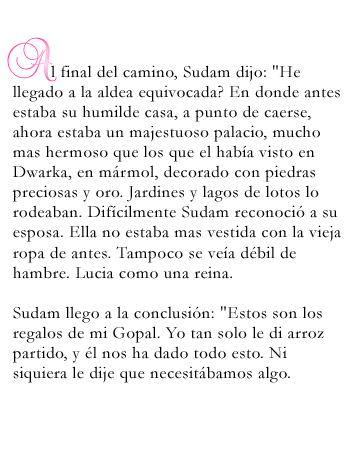 Al final del camino, Sudam dijo: "He
llegado a la aldea equivocada? En donde antes
estaba su humilde casa, a punto de caerse,
ahora estaba un majestuoso palacio, mucho
mas hermoso que los que el había visto en
Dwarka, en mármol, decorado con piedras
preciosas y oro. Jardines y lagos de lotos lo
rodeaban. Difícilmente Sudam reconoció a su
esposa. Ella no estaba mas vestida con la vieja
ropa de antes. Tampoco se veía débil de
hambre. Lucia como una reina.

Sudam llego a la conclusión: "Estos son los
regalos de mi Gopal. Yo tan solo le di arroz
partido, y él nos ha dado todo esto. Ni
siquiera le dije que necesitábamos algo.